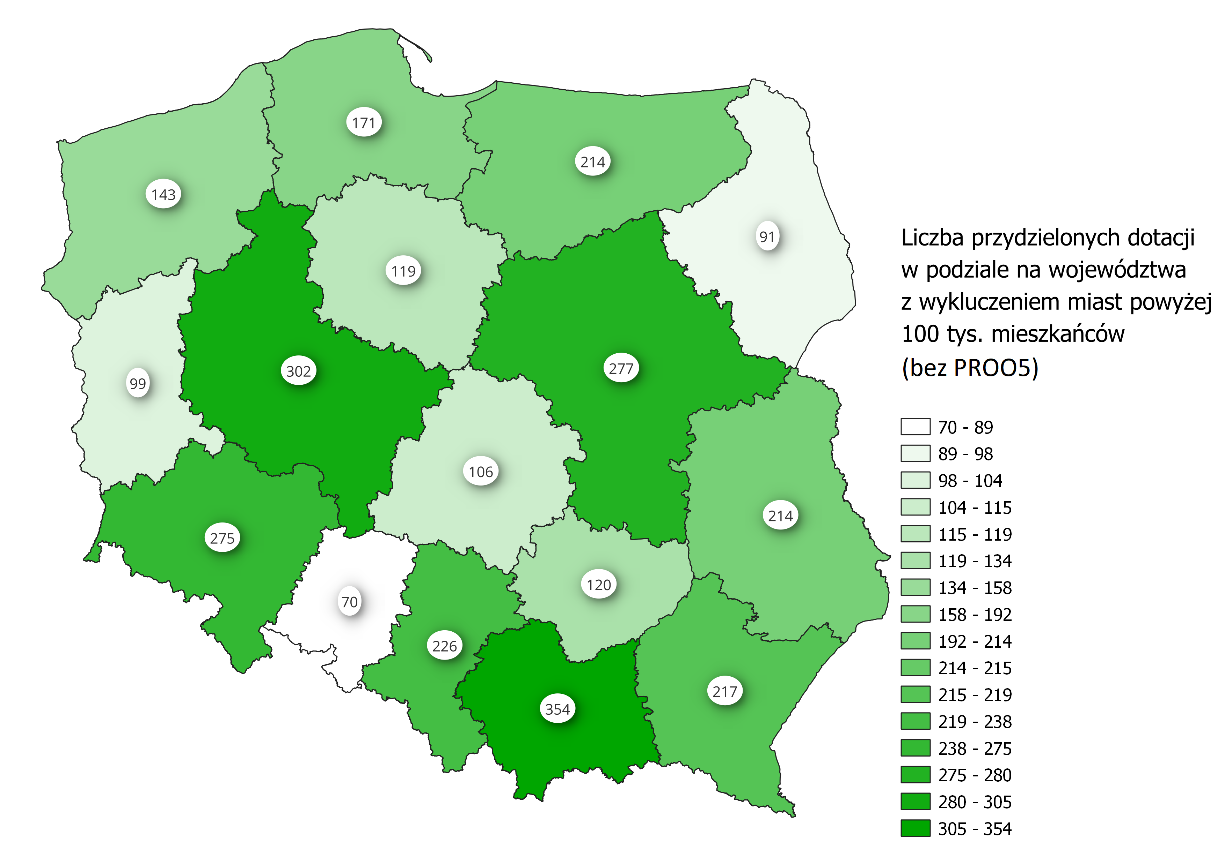 171
143
214
91
119
302
277
99
106
214
275
120
70
226
217
354
Liczba przydzielonych dotacji
w podziale na województwa
z wykluczeniem miast powyżej
100 tys. mieszkańców
(bez PROO5)
70 - 89
89 - 98
98 - 104
104 - 115
115 - 119
119 - 134
134 - 158
158 - 192
192 - 214
214 - 215
215 - 219
219 - 238
238 - 275
275 - 280
280 - 305
305 - 354